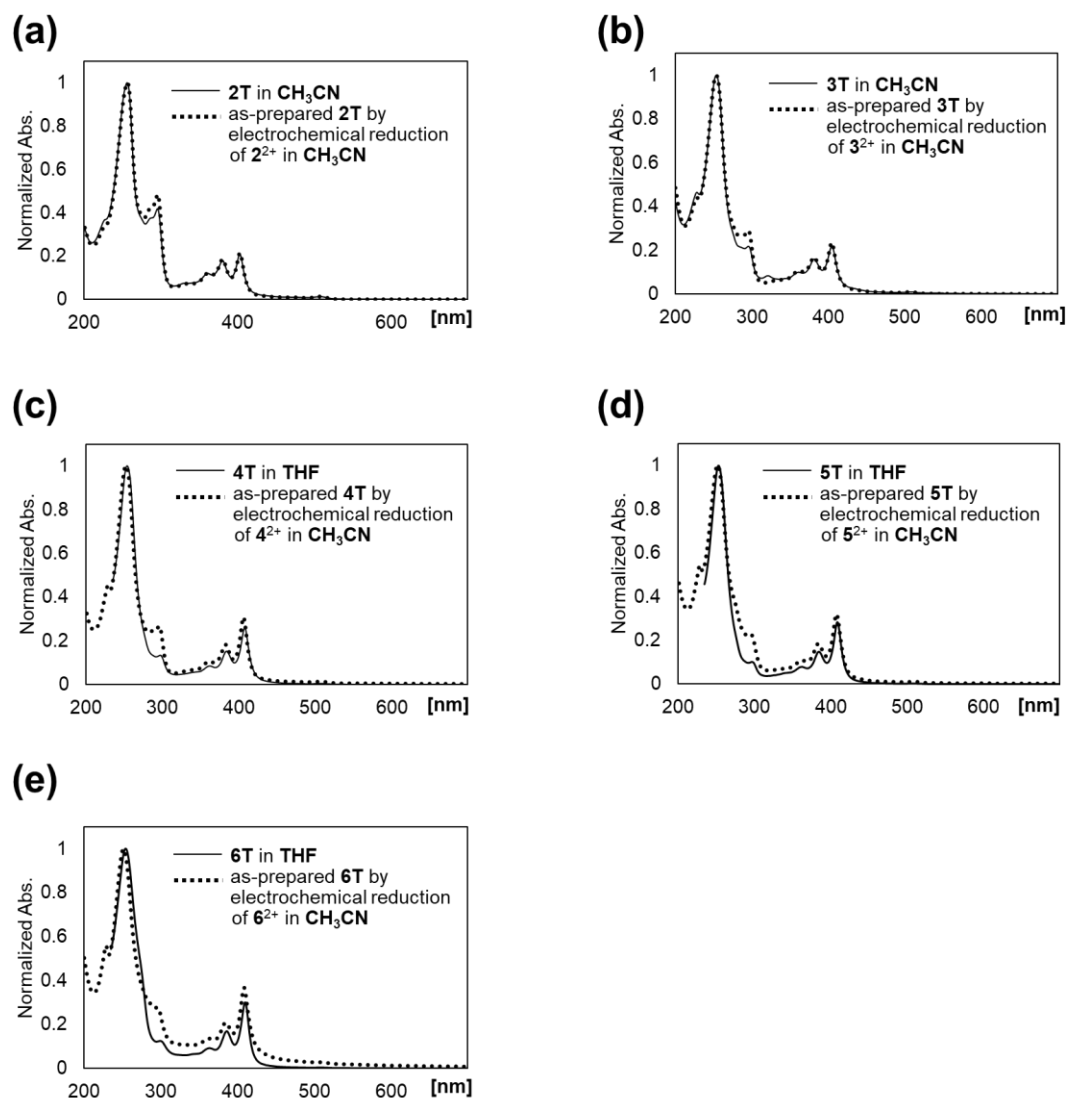 (a)
Normalized Abs.
1
0.8
0.6
0.4
0.2
0
2T in CH₃CN
as-prepared 2T by
electrochemical reduction
of 2²⁺ in CH₃CN
200
400
600
[nm]
(b)
Normalized Abs.
1
0.8
0.6
0.4
0.2
0
3T in CH₃CN
as-prepared 3T by
electrochemical reduction
of 3²⁺ in CH₃CN
200
300
400
500
600
[nm]
(c)
Normalized Abs.
1
0.8
0.6
0.4
0.2
0
4T in THF
as-prepared 4T by
electrochemical reduction
of 4²⁺ in CH₃CN
200
300
400
500
600
[nm]
(d)
Normalized Abs.
1
0.8
0.6
0.4
0.2
0
5T in THF
as-prepared 5T by
electrochemical reduction
of 5²⁺ in CH₃CN
200
300
400
500
600
[nm]
(e)
Normalized Abs.
1
0.8
0.6
0.4
0.2
0
6T in THF
as-prepared 6T by
electrochemical reduction
of 6²⁺ in CH₃CN
200
300
400
500
600
[nm]